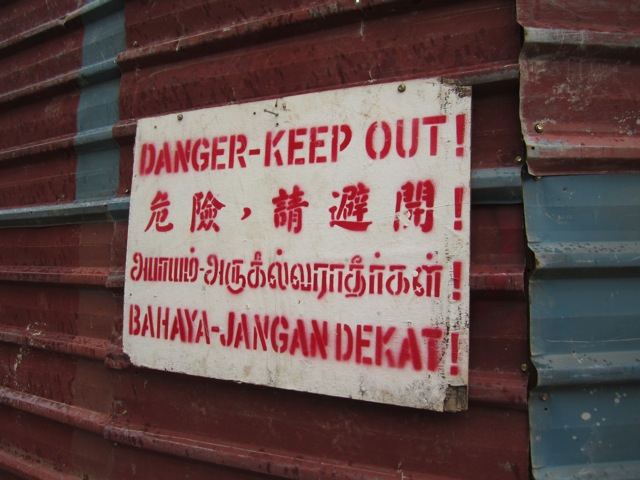 DANGER-KEEP OUT!
危險，請避開!
அபாயம்-அருகில்வராதீர்கள்!
BAHAYA-JANGAN DEKAT!